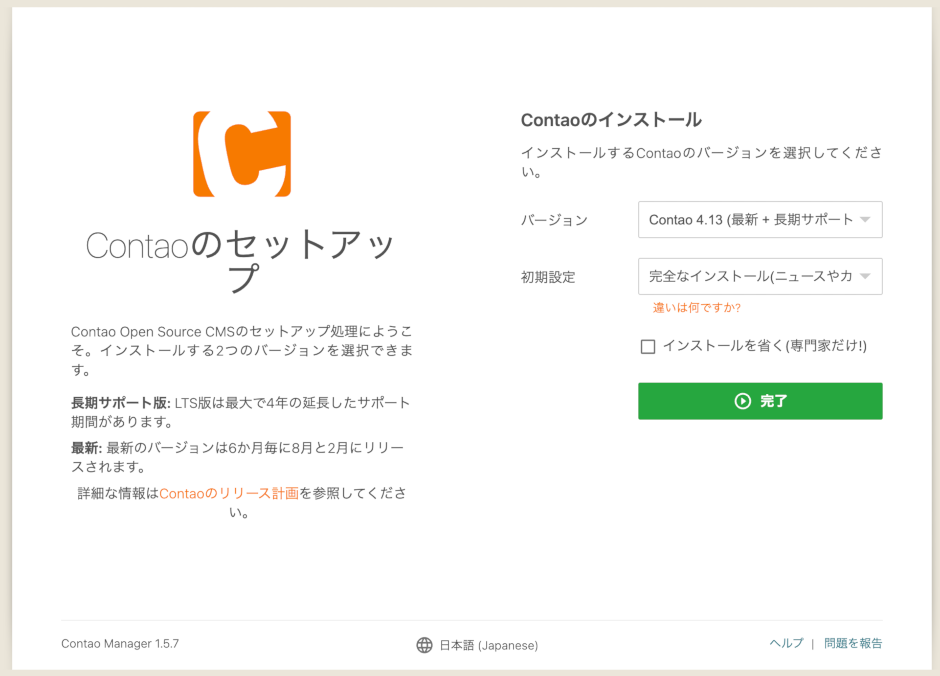 Contaoのセットアッ
プ
Contao Open Source CMSのセットアップ処理にようこ
そ。インストールする2つのバージョンを選択できま
す。
長期サポート版: LTS版は最大で4年の延長したサポート
期間があります。
最新: 最新のバージョンは6か月毎に8月と2月にリリー
スされます。
詳細な情報はContaoのリリース計画を参照してくださ
い。
Contaoのインストール
インストールするContaoのバージョンを選択してくださ
い。
バージョン
Contao 4.13 (最新 + 長期サポート
初期設定
完全なインストール(ニュースやカ
違いは何ですか?
インストールを省く(専門家だけ!)
完了
Contao Manager 1.5.7
日本語 (Japanese)
ヘルプ | 問題を報告